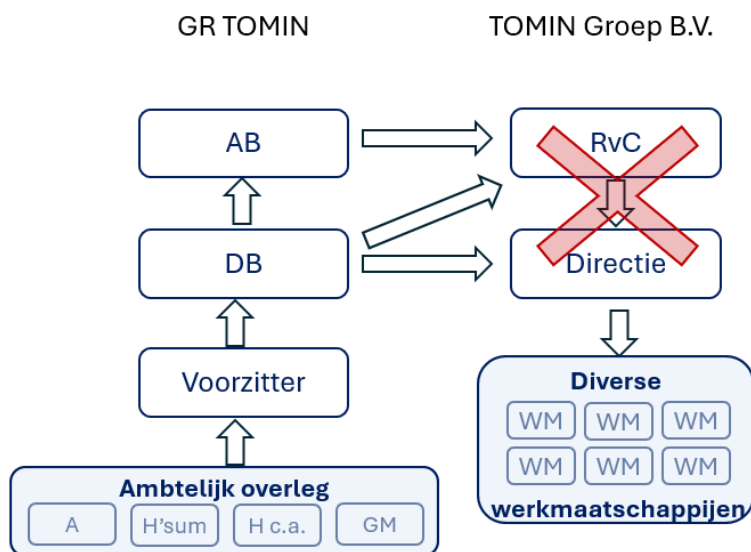 GR TOMIN
TOMIN Groep B.V.
AB
RvC
DB
Directie
Voorzitter
Diverse
WM WM WM
WM WM WM
werkmaatschappijen
Ambtelijk overleg
A H'sum H c.a. GM